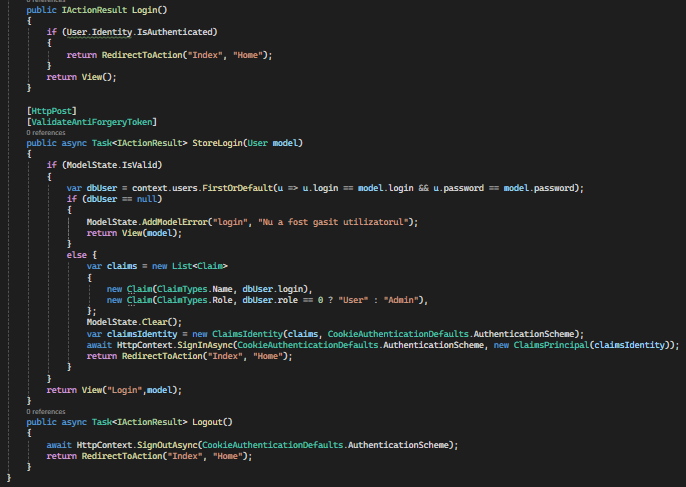 0 references
public IActionResult Login()
{
if (User.Identity.IsAuthenticated)
{
return RedirectToAction("Index", "Home");
}
return View();
}
[HttpPost]
[ValidateAntiForgeryToken]
0 references
public async Task<IActionResult> StoreLogin(User model)
{
if (ModelState.IsValid)
{
var dbUser = context.users.FirstOrDefault(u => u.login == model.login && u.password == model.password);
if (dbUser == null)
{
ModelState.AddModelError("login", "Nu a fost gasit utilizatorul");
return View(model);
}
else {
var claims = new List<Claim>
{
new Claim(ClaimTypes.Name, dbUser.login),
new Claim(ClaimTypes.Role, dbUser.role == 0 ? "User" : "Admin"),
};
ModelState.Clear();
var claimsIdentity = new ClaimsIdentity(claims, CookieAuthenticationDefaults.AuthenticationScheme);
await HttpContext.SignInAsync(CookieAuthenticationDefaults.AuthenticationScheme, new ClaimsPrincipal(claimsIdentity));
return RedirectToAction("Index", "Home");
}
}
return View("Login",model);
}
0 references
public async Task<IActionResult> Logout()
{
await HttpContext.SignOutAsync(CookieAuthenticationDefaults.AuthenticationScheme);
return RedirectToAction("Index", "Home");
}
}